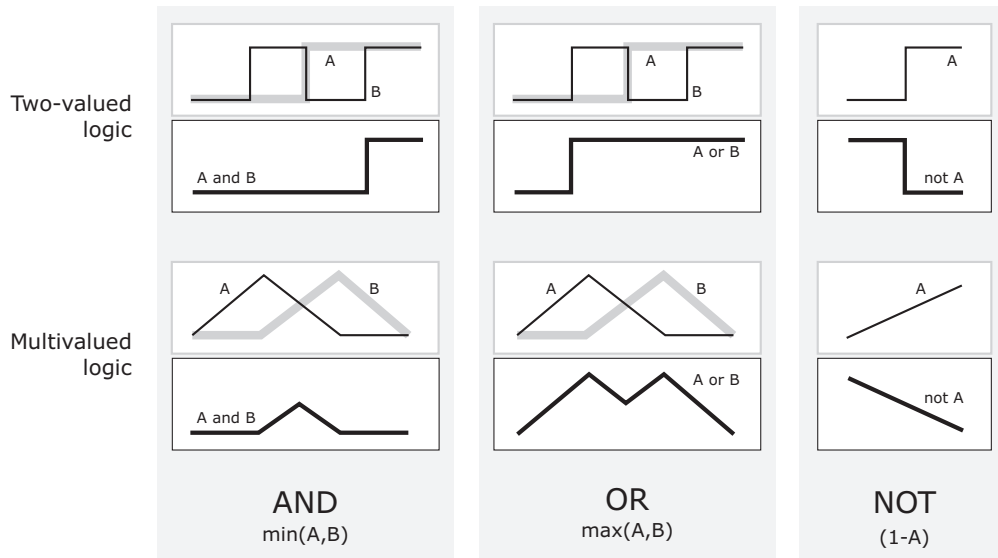 Two-valued
logic
A
B
A and B
A
B
A or B
A
not A
Multivalued
logic
A
B
A and B
A
B
A or B
A
not A
AND
min(A,B)
OR
max(A,B)
NOT
(1-A)